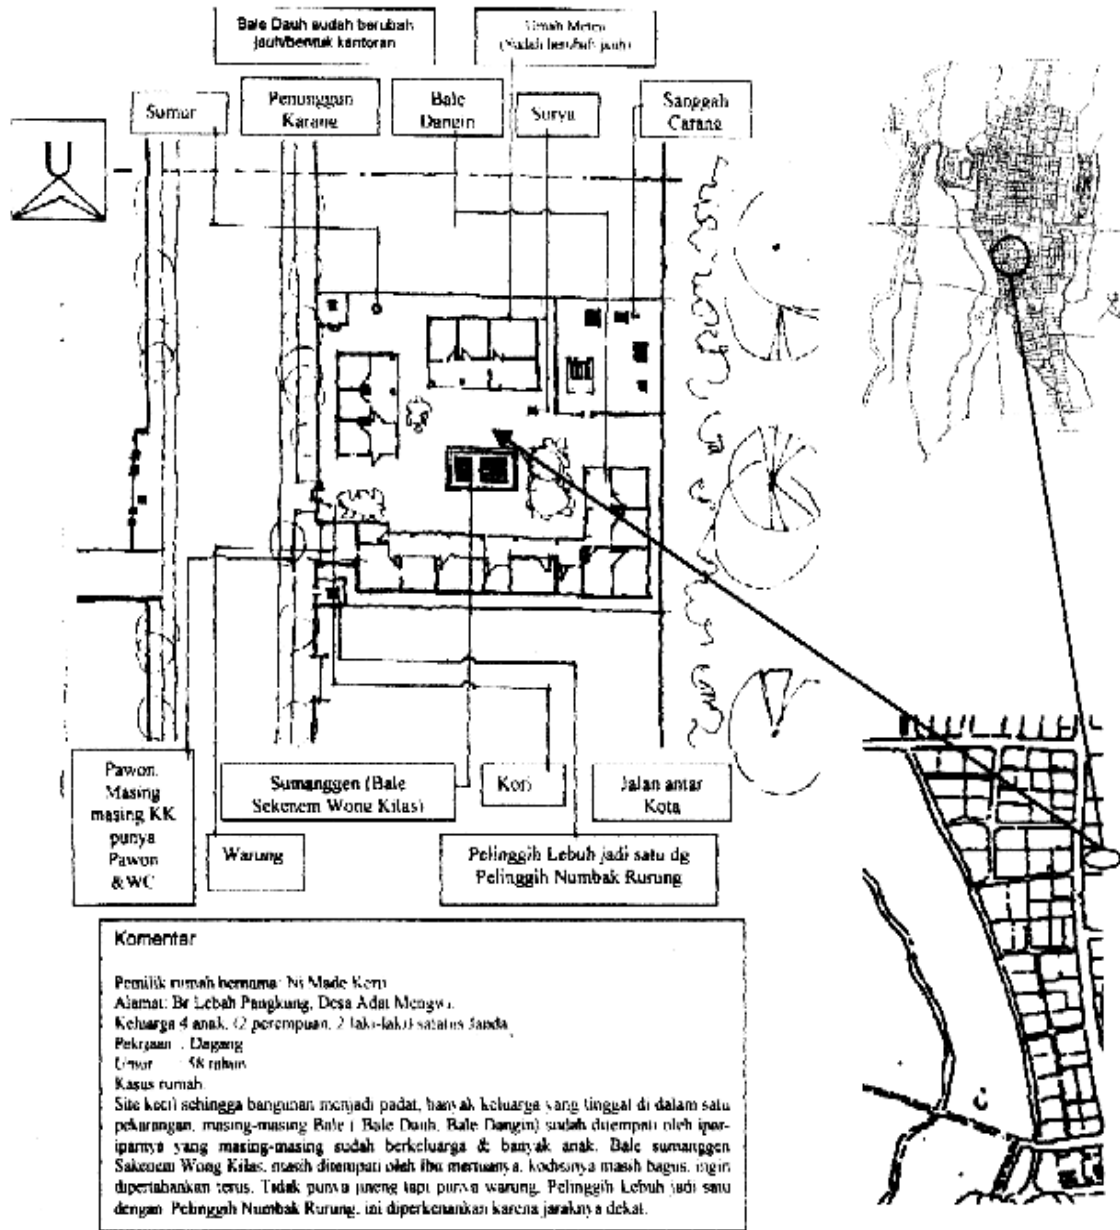 Bale Dauh sudah berubah
jauh/bentuk kantoran
Umah Meten
(Sudah berubah jauh)
Sumur
Penunggun
Karang
Bale
Dangin
Surya
Sanggah
Carang
U
Pawon.
Masing
masing KK
punya
Pawon
&WC
Warung
Sumanggen (Bale
Sekenem Wong Kilas)
Kori
Jalan antar
Kota
Pelinggih Lebuh jadi satu dg
Pelinggih Numbak Rurung
Komentar
Pemilik rumah bernama: Ni Made
Alamat: Br Lebah Pangkung, Desa Adat Mengwi.
Keluarga 4 anak, (2 perempuan, 2 laki-laki) satatus Janda
Pekrjaan : Dagang
Umur : 58 tahun
Kasus rumah:
Site kecil sehingga bangunan menjadi padat, banyak keluarga yang tinggal di dalam satu
pekarangan, masing-masing Bale ( Bale Dauh, Bale Dangin) sudah ditempati oleh ipar-
iparnya yang masing-masing sudah berkeluarga & banyak anak. Bale sumanggen
Sakenem Wong Kilas, masih ditempati oleh ibu mertuanya, masih bagus, ingin
dipertahankan terus. Tidak punya jineng tapi punya warung. Pelinggih Lebuh jadi satu
dengan Pelinggih Numbak Rurung, ini diperkenankan karena jaraknya dekat.